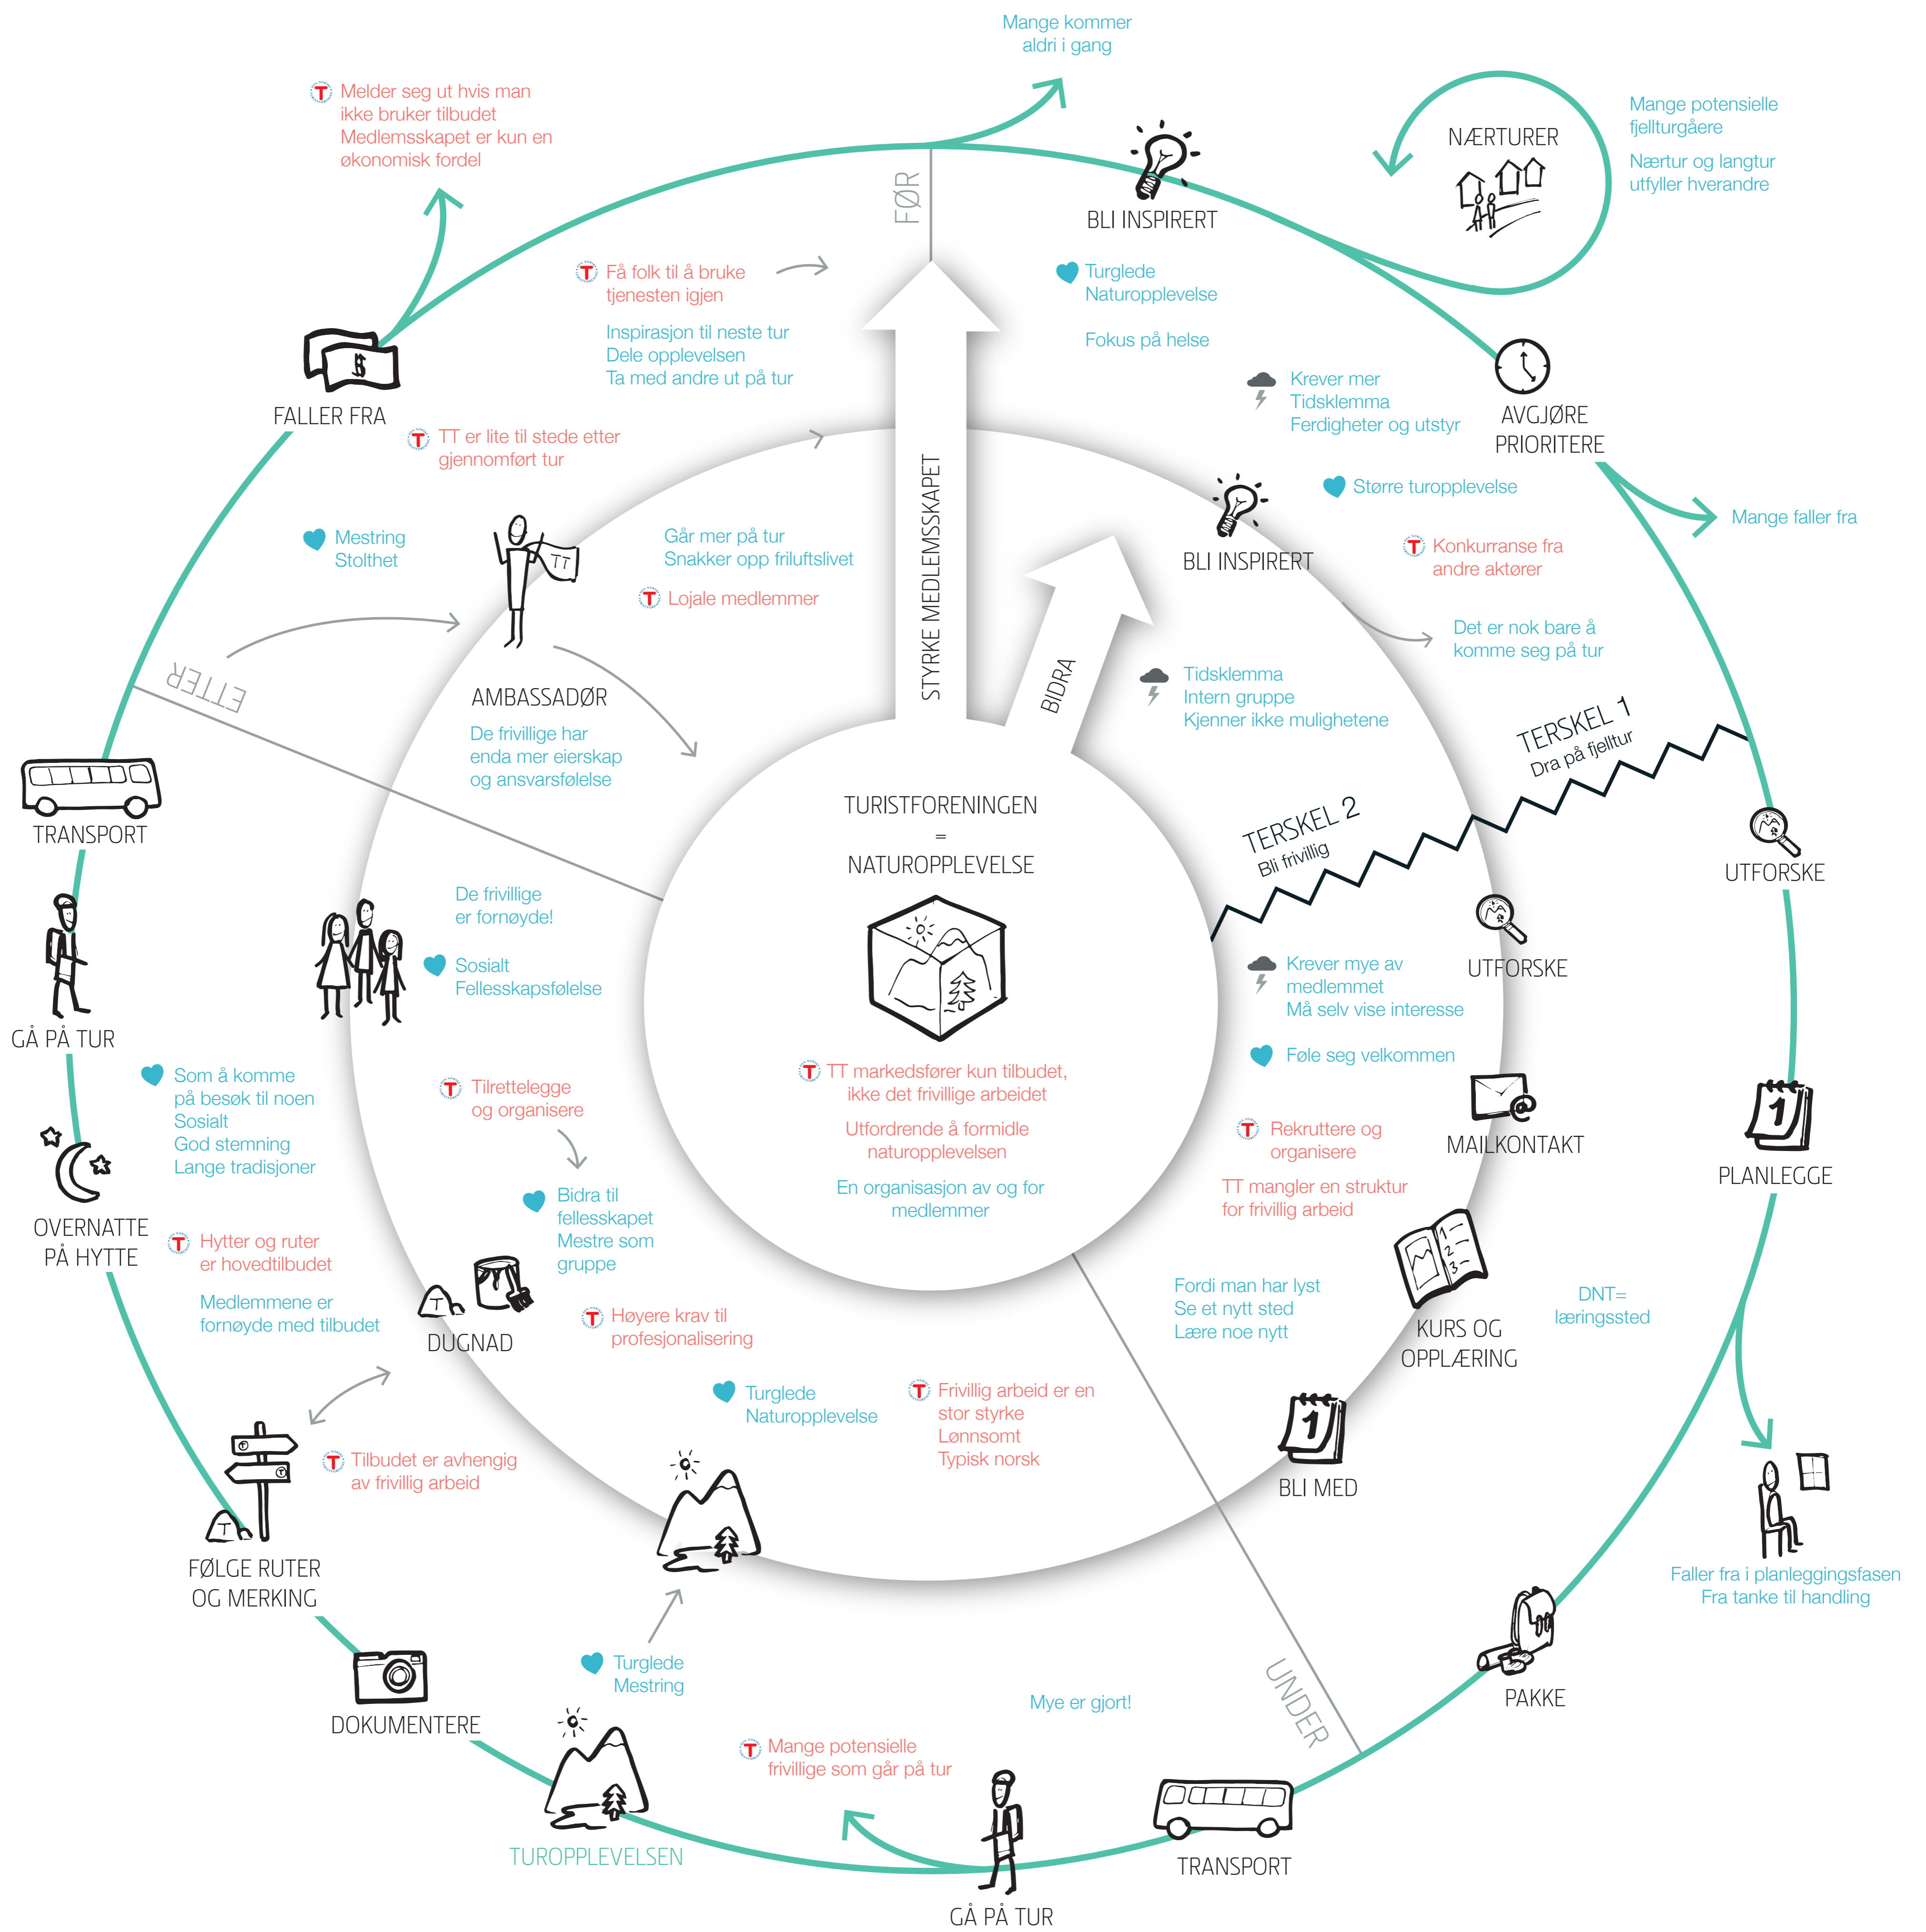 Mange kommer
aldri i gang
Melder seg ut hvis man
ikke bruker tilbudet
Medlemsskapet er kun en
økonomisk fordel
NÆRTURER
Mange potensielle
fjellturgåere
Nærtur og langtur
utfyller hverandre
FØR
BLI INSPIRERT
Få folk til å bruke
tjenesten igjen
Inspirasjon til neste tur
Dele opplevelsen
Ta med andre ut på tur
Turglede
Naturopplevelse
Fokus på helse
FALLER FRA
Krever mer
Tidsklemma
Ferdigheter og utstyr
AVGJØRE
PRIORITERE
TT er lite til stede etter
gjennomført tur
Større turopplevelse
Mange faller fra
Mestring
Stolthet
TT
Går mer på tur
Snakker opp friluftslivet
Lojale medlemmer
STYRKE MEDLEMSSKAPET
BLI INSPIRERT
Konkurranse fra
andre aktører
Det er nok bare å
komme seg på tur
ETTER
AMBASSADØR
De frivillige har
enda mer eierskap
og ansvarsfølelse
BIDRA
Tidsklemma
Intern gruppe
Kjenner ikke mulighetene
TERSKEL 1
Dra på fjelltur
TERSKEL 2
Bli frivillig
TRANSPORT
TURISTFORENINGEN
=
NATUROPPLEVELSE
UTFORSKE
De frivillige
er fornøyde!
Sosialt
Fellesskapsfølelse
UTFORSKE
Krever mye av
medlemmet
Må selv vise interesse
Føle seg velkommen
GÅ PÅ TUR
Som å komme
på besøk til noen
Sosialt
God stemning
Lange tradisjoner
Tilrettelegge
og organisere
TT markedsfører kun tilbudet,
ikke det frivillige arbeidet
Utfordrende å formidle
naturopplevelsen
En organisasjon av og for
medlemmer
MAILKONTAKT
Rekruttere og
organisere
TT mangler en struktur
for frivillig arbeid
1
PLANLEGGE
OVERNATTE
PÅ HYTTE
Hytter og ruter
er hovedtilbudet
Medlemmene er
fornøyde med tilbudet
Bidra til
fellesskapet
Mestre som
gruppe
T
DUGNAD
Høyere krav til
profesjonalisering
Fordi man har lyst
Se et nytt sted
Lære noe nytt
1-
2-
3-
KURS OG
OPPLÆRING
DNT=
læringssted
Turglede
Naturopplevelse
Frivillig arbeid er en
stor styrke
Lønnsomt
Typisk norsk
1
BLI MED
Tilbudet er avhengig
av frivillig arbeid
T
FØLGE RUTER
OG MERKING
Faller fra i planleggingsfasen
Fra tanke til handling
Turglede
Mestring
DOKUMENTERE
Mye er gjort!
UNDER
PAKKE
Mange potensielle
frivillige som går på tur
TUROPPLEVELSEN
TRANSPORT
GÅ PÅ TUR